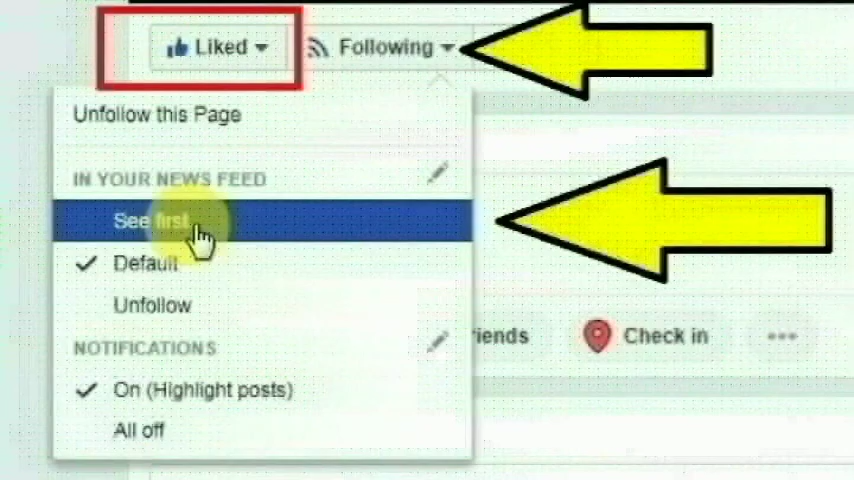 Liked Following
Unfollow this Page
IN YOUR NEWS FEED
See first
Default
Unfollow
riends Check in
NOTIFICATIONS
On (Highlight posts)
All off